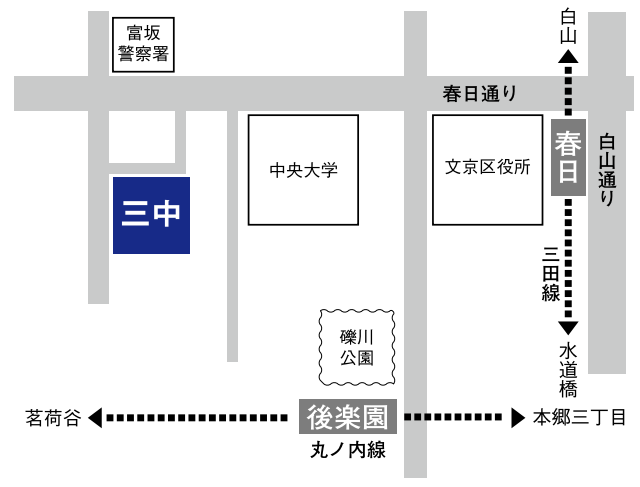 白山
富坂
警察署
春日通り
春日
白山通り
中央大学
文京区役所
三中
三田線
礫川
公園
水道橋
茗荷谷
後楽園
本郷三丁目
丸ノ内線